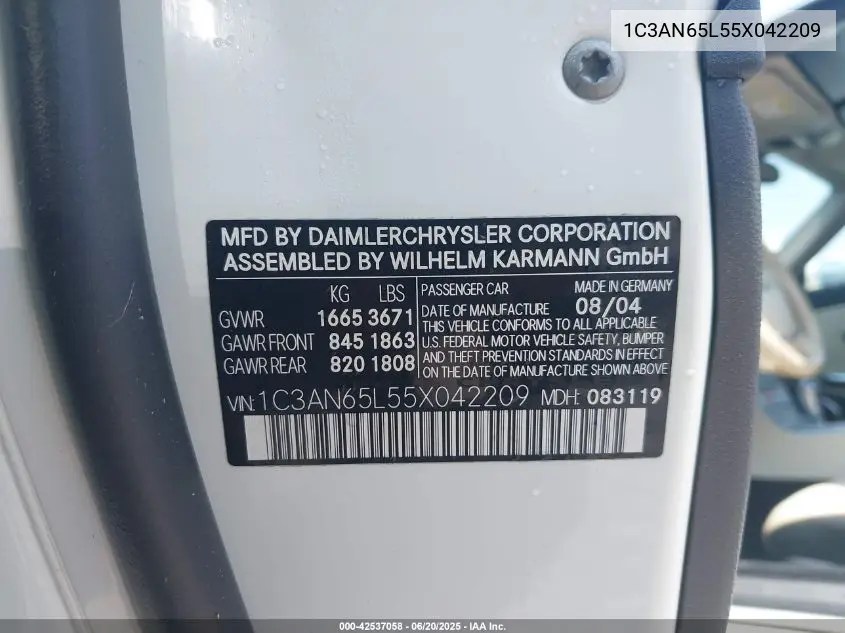 1C3AN65L55X042209
MFD BY DAIMLERCHRYSLER CORPORATION
ASSEMBLED BY WILHELM KARMANN GmbH
KG LBS
GVWR 1665 3671
GAWR FRONT 845 1863
GAWR REAR 820 1808
PASSENGER CAR MADE IN GERMANY
DATE OF MANUFACTURE 08/04
THIS VEHICLE CONFORMS TO ALL APPLICABLE
U.S. FEDERAL MOTOR VEHICLE SAFETY, BUMPER
AND THEFT PREVENTION STANDARDS IN EFFECT
ON THE DATE OF MANUFACTURE SHOWN ABOVE
VIN: 1C3AN65L55X042209 MDH: 083119
000-42537058 - 06/20/2025 - IAA Inc.